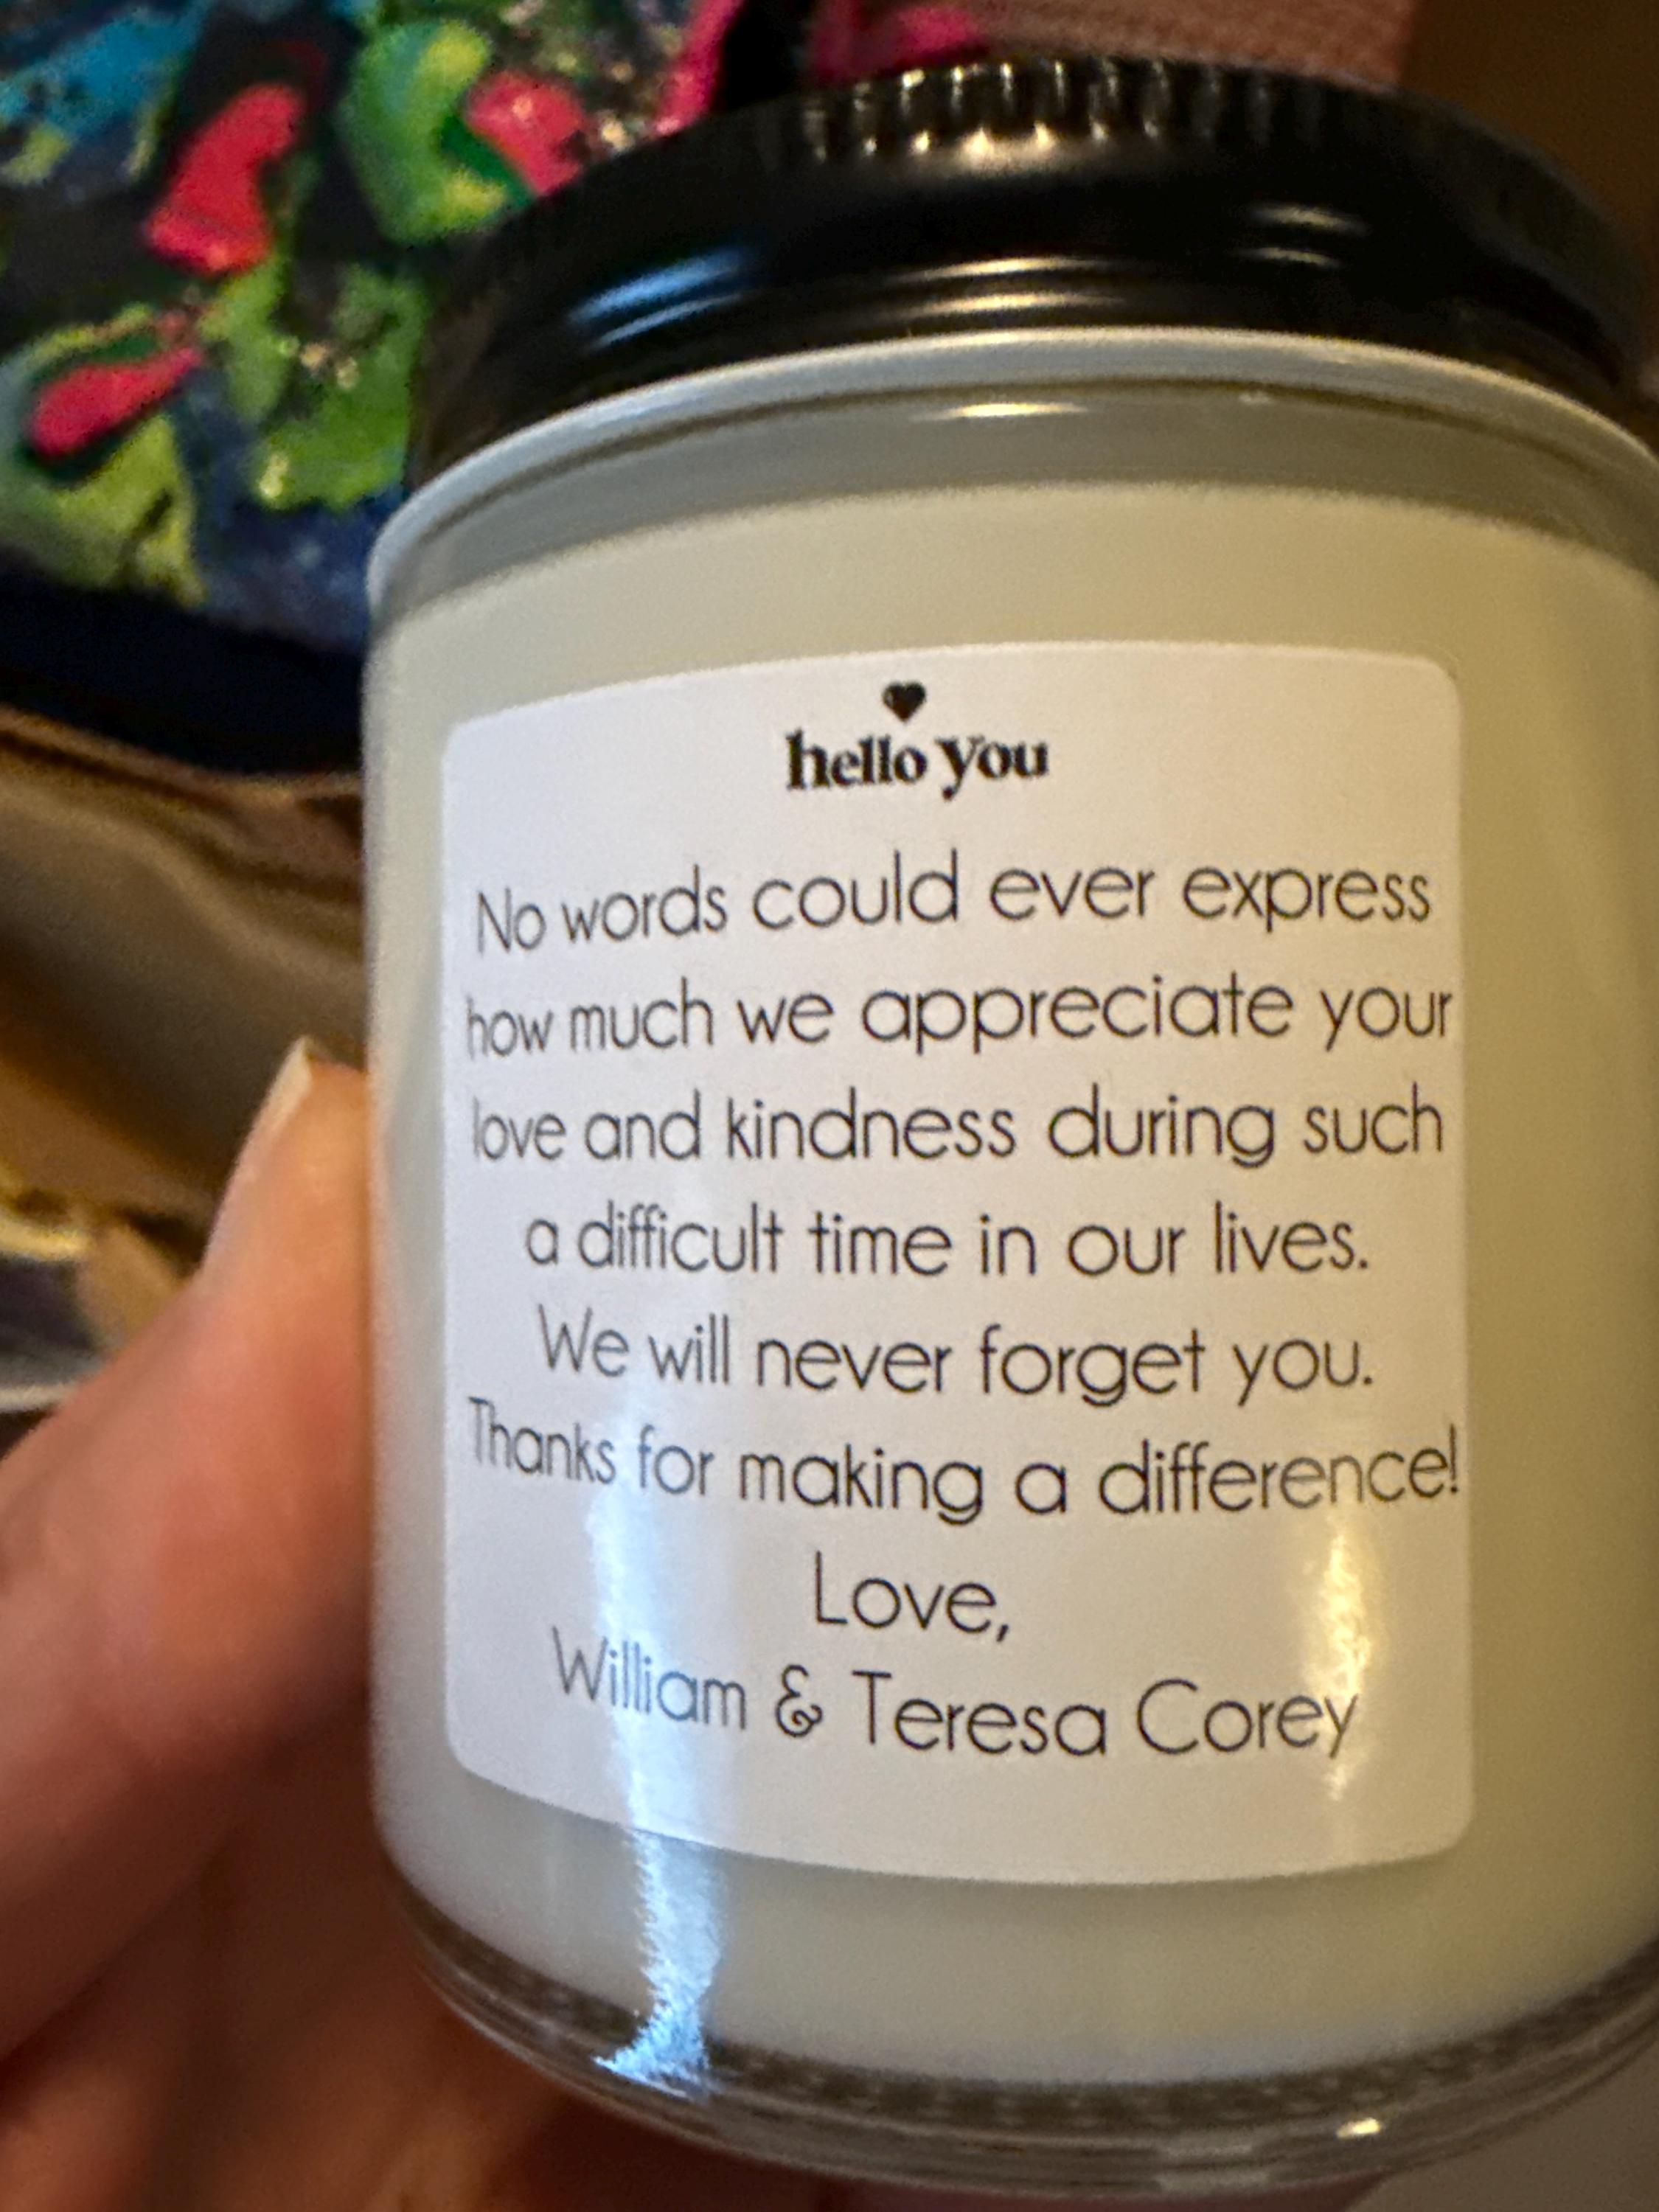 hello you
No words could ever express
how much we appreciate your
love and kindness during such
a difficult time in our lives.
We will never forget you.
Thanks for making a difference!
Love,
William & Teresa Corey